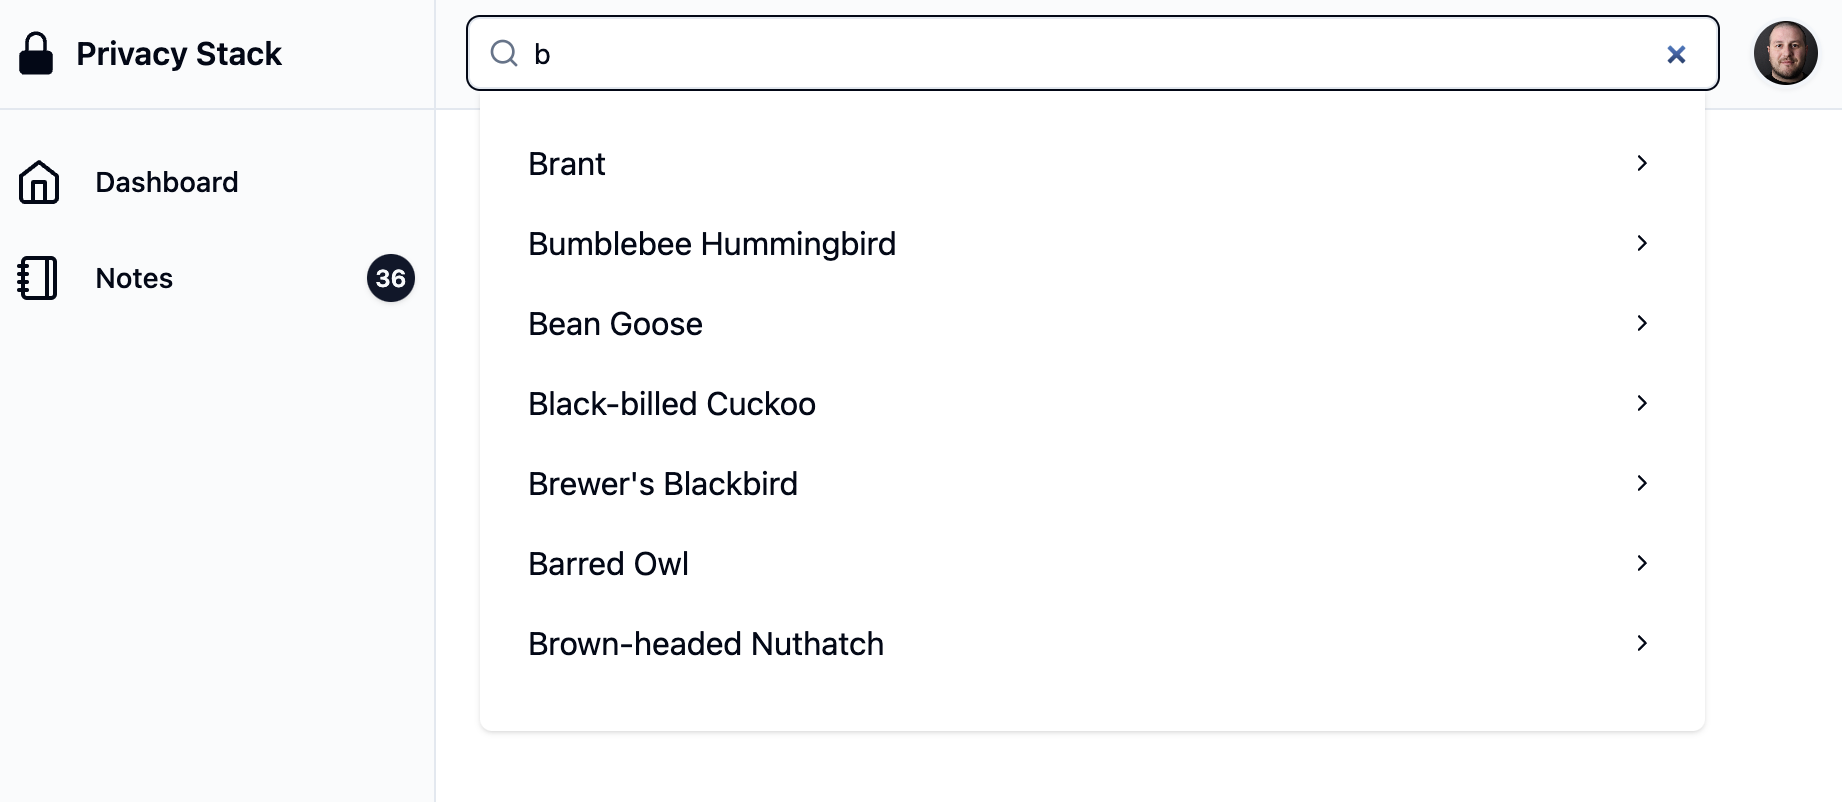 Privacy Stack
b
Dashboard
Notes
36
Brant
Bumblebee Hummingbird
Bean Goose
Black-billed Cuckoo
Brewer's Blackbird
Barred Owl
Brown-headed Nuthatch